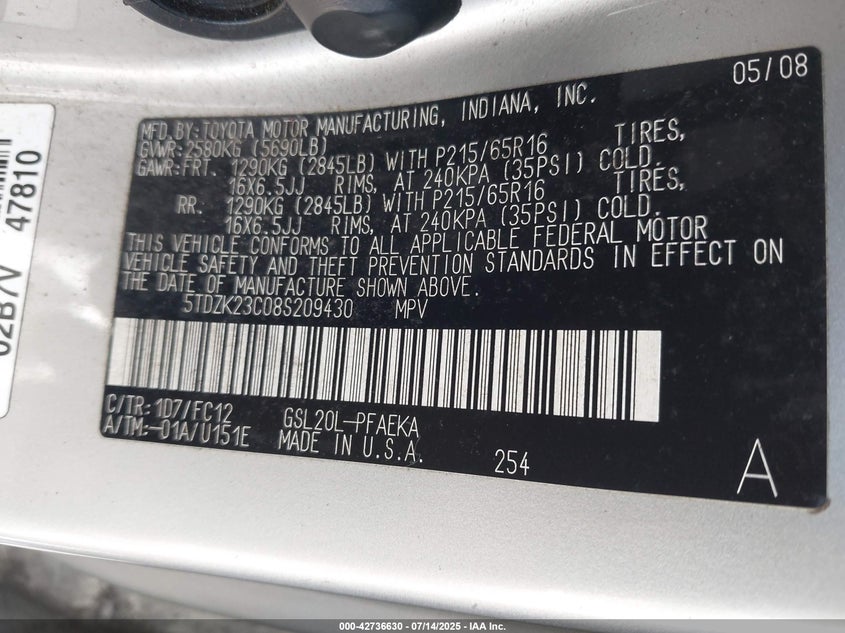 05/08
MFD.BY:TOYOTA MOTOR MANUFACTURING, INDIANA, INC.
GVWR:2580KG (5690LB)
GAWR:FRT. 1290KG (2845LB) WITH P215/65R16 TIRES,
16X6.5JJ RIMS, AT 240KPA (35PSI) COLD.
RR. 1290KG (2845LB) WITH P215/65R16 TIRES,
16X6.5JJ RIMS, AT 240KPA (35PSI) COLD.
THIS VEHICLE CONFORMS TO ALL APPLICABLE FEDERAL MOTOR
VEHICLE SAFETY AND THEFT PREVENTION STANDARDS IN EFFECT ON
THE DATE OF MANUFACTURE SHOWN ABOVE.
5TDZK23C08S209430 MPV
C/TR:1D7/FC12 GSL20L-PFAEKA
A/TM:-01A/U151E MADE IN U.S.A.
254
A
47810
02B7V
000-42736630 - 07/14/2025 - IAA Inc.